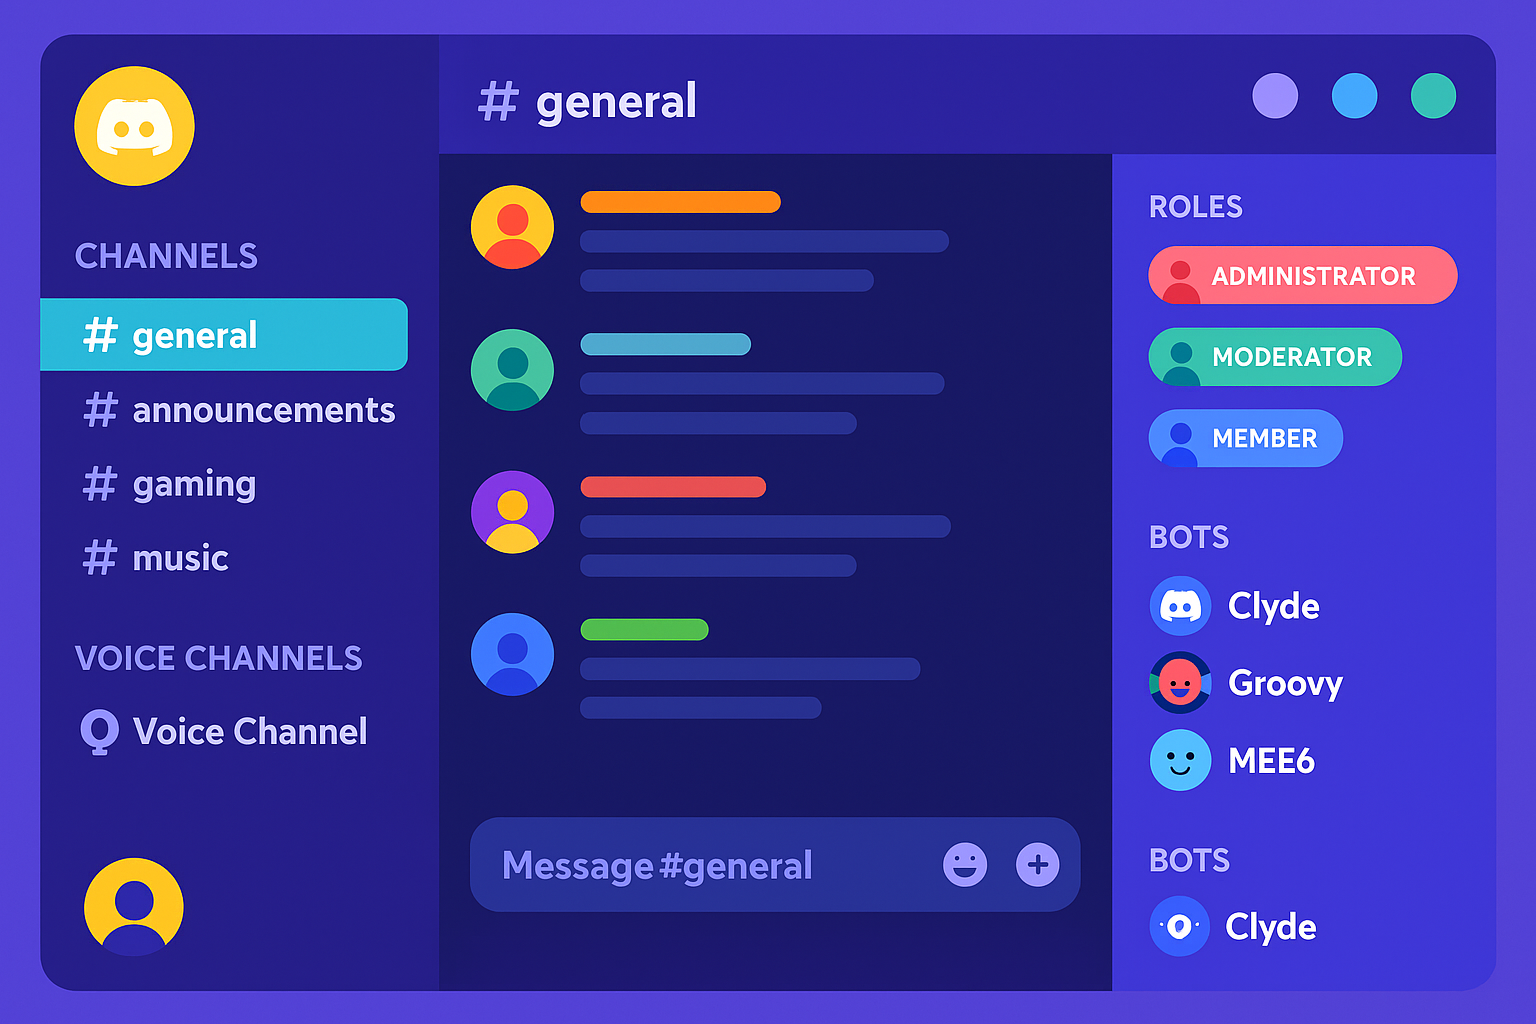 CHANNELS
# general
# announcements
# gaming
# music
VOICE CHANNELS
Voice Channel
# general
Message #general
ROLES
ADMINISTRATOR
MODERATOR
MEMBER
BOTS
Clyde
Groovy
MEE6
BOTS
Clyde